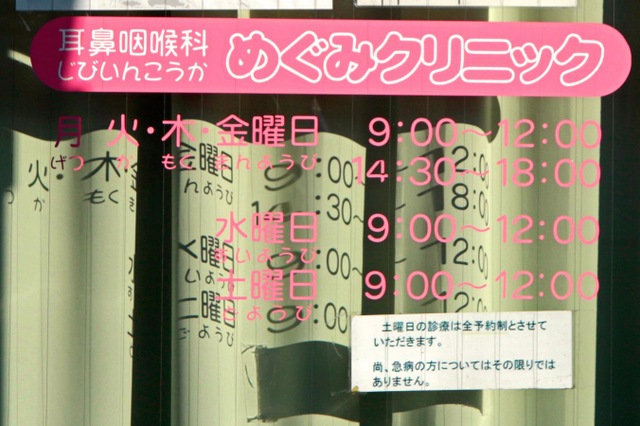 耳鼻咽喉科
じびいんこうか
めぐみクリニック
月 火・木・金曜日 9:00〜12:00
げつ か もく きんようび 14:30〜18:00
水曜日 9:00〜12:00
すいようび
土曜日 9:00〜12:00
どようび
土曜日の診療は全予約制とさせて
いただきます。
尚、急病の方についてはその限りでは
ありません。